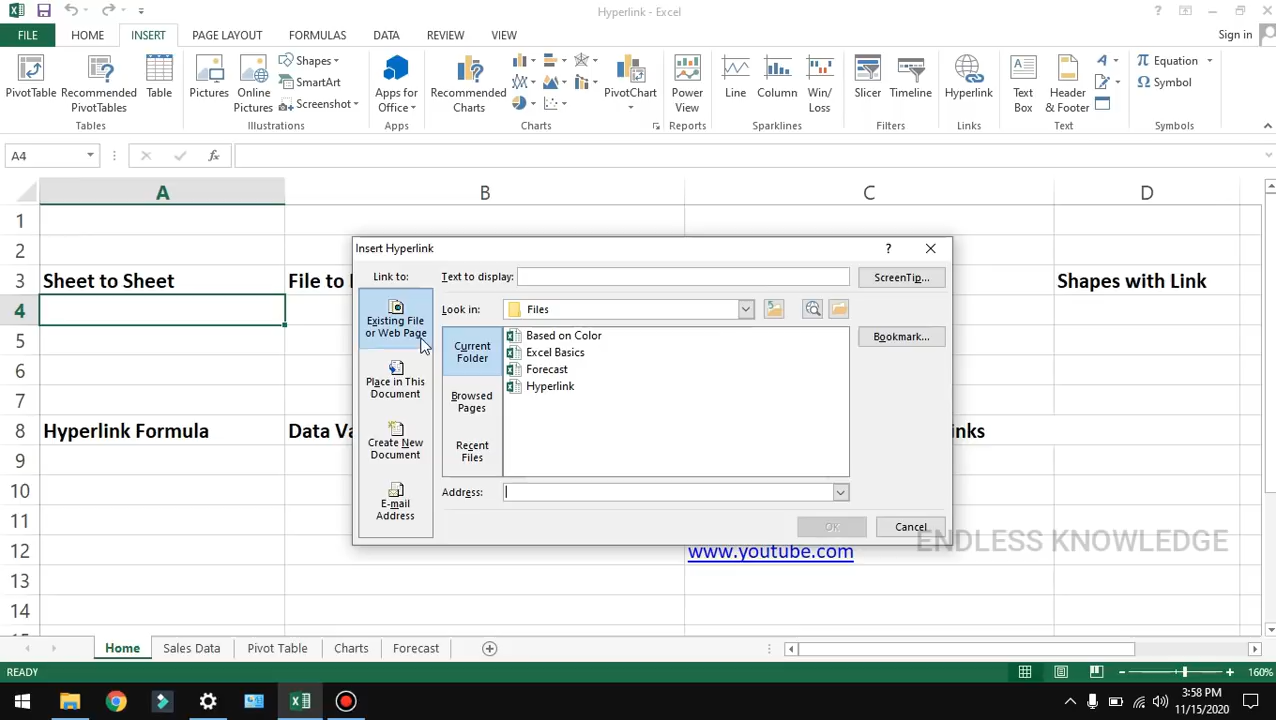 Hyperlink - Excel
FILE HOME INSERT PAGE LAYOUT FORMULAS DATA REVIEW VIEW Sign in
PivotTable Recommended PivotTables Table
Pictures Online Pictures Shapes SmartArt Screenshot
Apps for Office Recommended Charts PivotChart Power View
Line Column Win/Loss Slicer Timeline Hyperlink
Text Box Header & Footer Equation Symbol
Tables Illustrations Apps Charts Reports Sparklines Filters Links Text Symbols
A4 fx
A B C D
1
2
3 Sheet to Sheet File to Shapes with Link
4
5
6
7
8 Hyperlink Formula Data Va inks
9
10
11
12 www.youtube.com
13
14
Insert Hyperlink ?
Link to: Text to display: ScreenTip...
Existing File or Web Page
Place in This Document
Create New Document
E-mail Address
Look in: Files
Current Folder
Browsed Pages
Recent Files
Based on Color
Excel Basics
Forecast
Hyperlink
Bookmark...
Address:
OK Cancel
ENDLESS KNOWLEDGE
Home Sales Data Pivot Table Charts Forecast
READY 160%
3:58 PM
11/15/2020